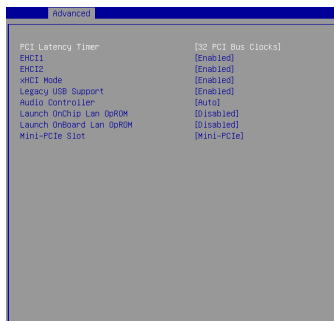 Advanced
PCI Latency Timer [32 PCI Bus Clocks]
EHCI1 [Enabled]
EHCI2 [Enabled]
xHCI Mode [Enabled]
Legacy USB Support [Enabled]
Audio Controller [Auto]
Launch OnChip Lan OpROM [Disabled]
Launch OnBoard Lan OpROM [Disabled]
Mini-PCIe Slot [Mini-PCIe]